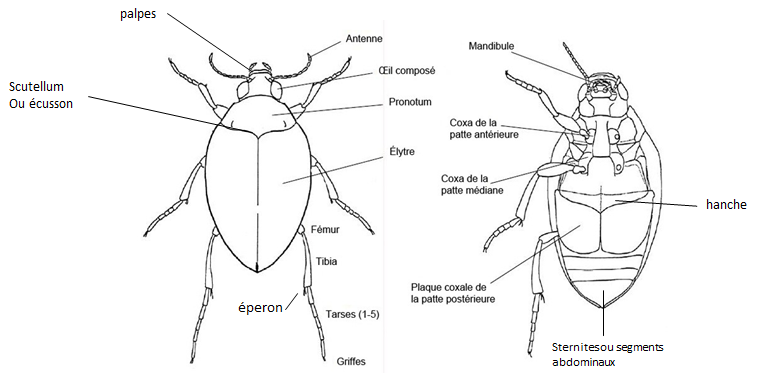 palpes
Antenne
Œil composé
Scutellum
Ou écusson
Pronotum
Élytre
Fémur
Tibia
éperon
Tarses (1-5)
Griffes
Mandibule
Coxa de la
patte antérieure
Coxa de la
patte médiane
hanche
Plaque coxale de
la patte postérieure
Sternitesou segments
abdominaux